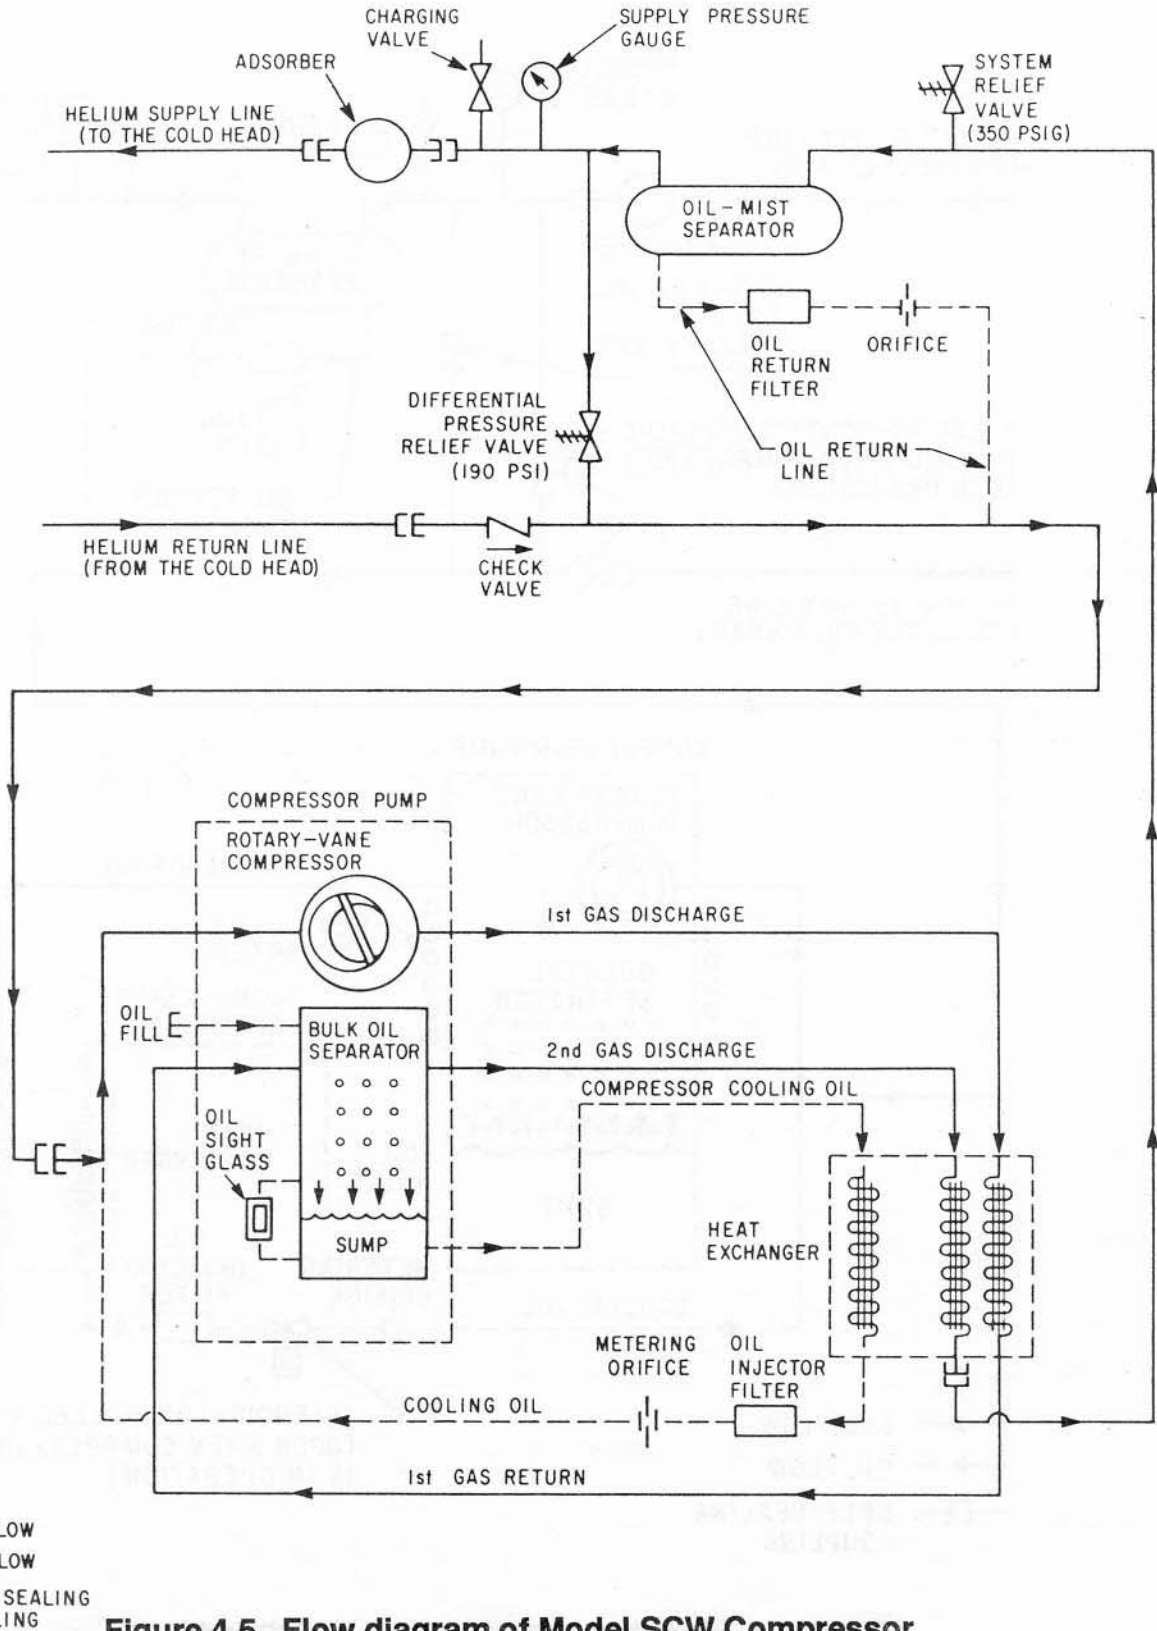 CHARGING
VALVE
SUPPLY PRESSURE
GAUGE
ADSORBER
SYSTEM
RELIEF
VALVE
(350 PSIG)
HELIUM SUPPLY LINE
(TO THE COLD HEAD)
OIL-MIST
SEPARATOR
OIL
RETURN
FILTER
ORIFICE
DIFFERENTIAL
PRESSURE
RELIEF VALVE
(190 PSI)
OIL RETURN
LINE
HELIUM RETURN LINE
(FROM THE COLD HEAD)
CHECK
VALVE
COMPRESSOR PUMP
ROTARY-VANE
COMPRESSOR
1st GAS DISCHARGE
OIL
FILL
BULK OIL
SEPARATOR
2nd GAS DISCHARGE
COMPRESSOR COOLING OIL
OIL
SIGHT
GLASS
SUMP
HEAT
EXCHANGER
METERING
ORIFICE
OIL
INJECTOR
FILTER
COOLING OIL
1st GAS RETURN
LOW
LOW
SEALING
LING
Figure 4-5 Flow diagram of Model SCW Compressor